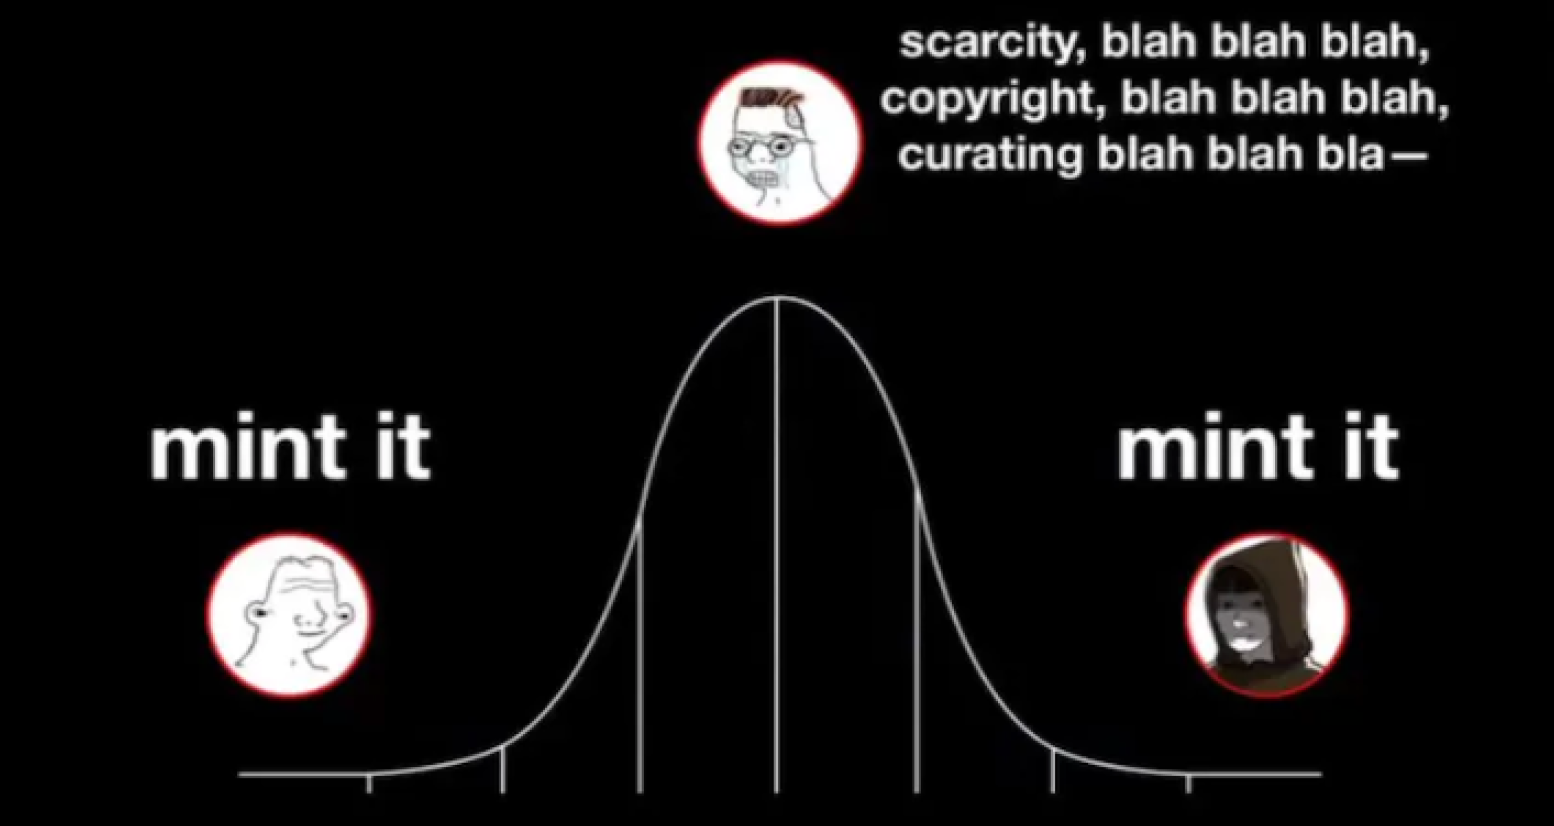 scarcity, blah blah blah,
copyright, blah blah blah,
curating blah blah bla—
mint it
mint it